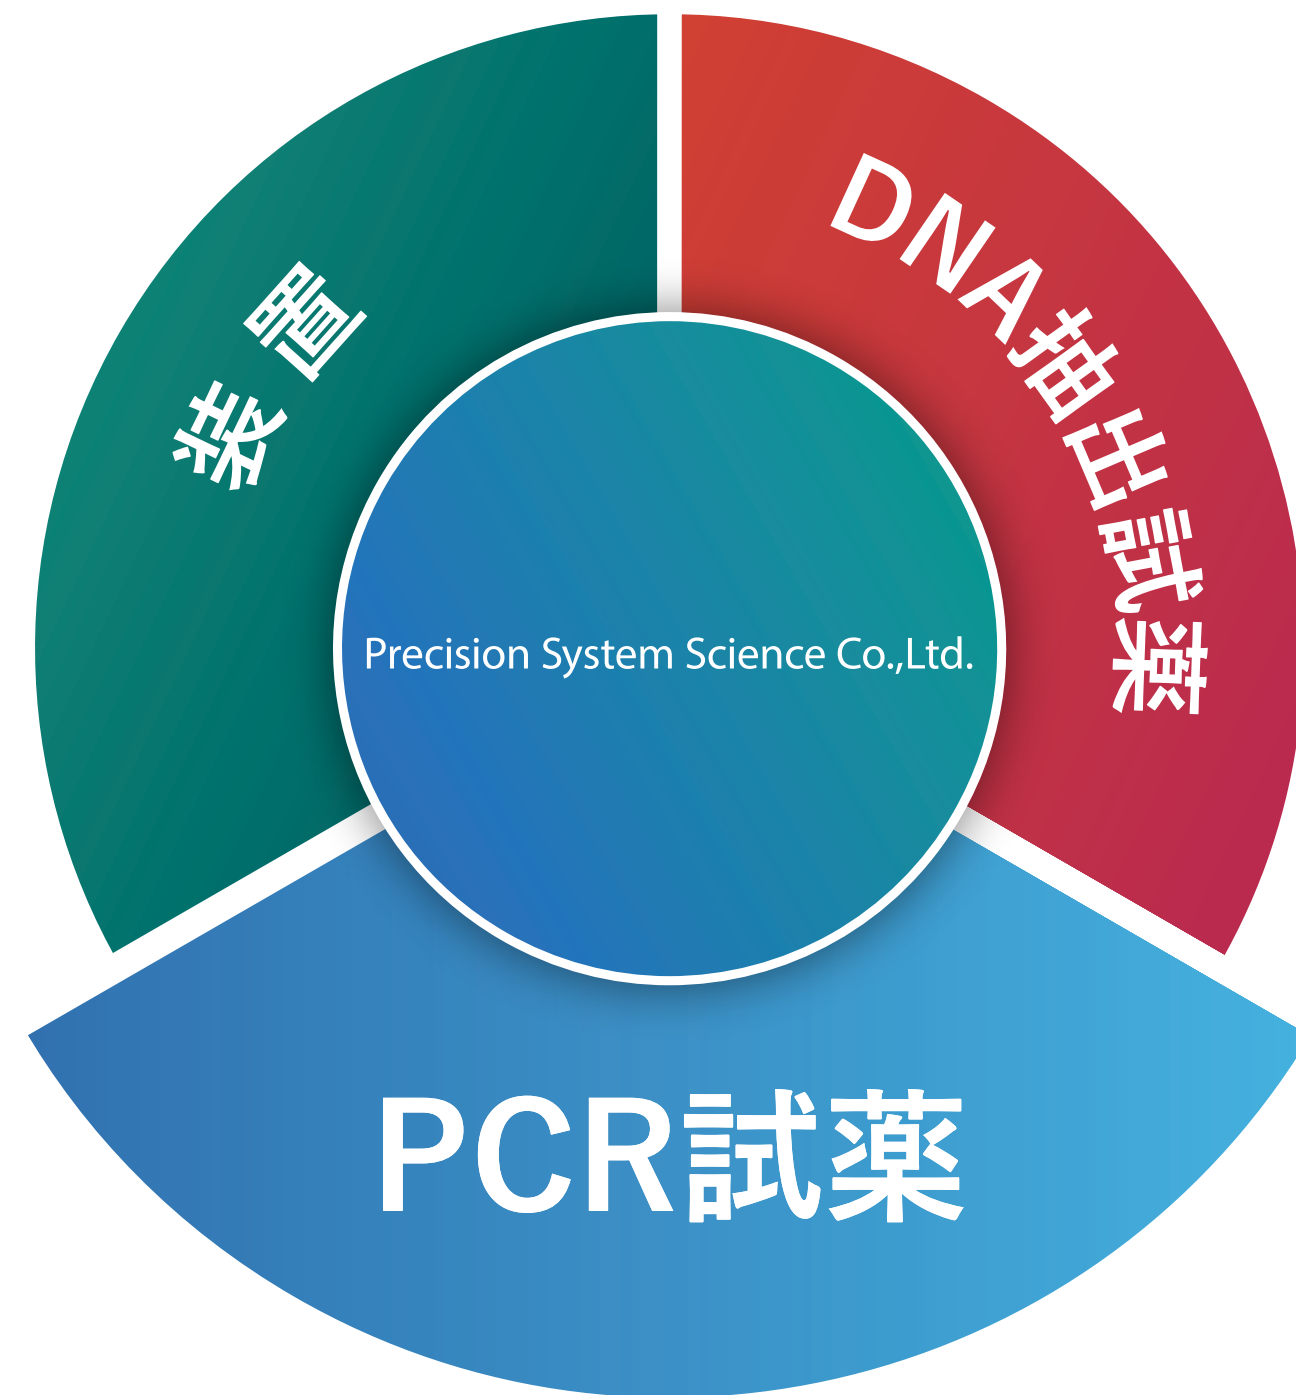 装置
DNA抽出試薬
Precision System Science Co.,Ltd.
PCR試薬